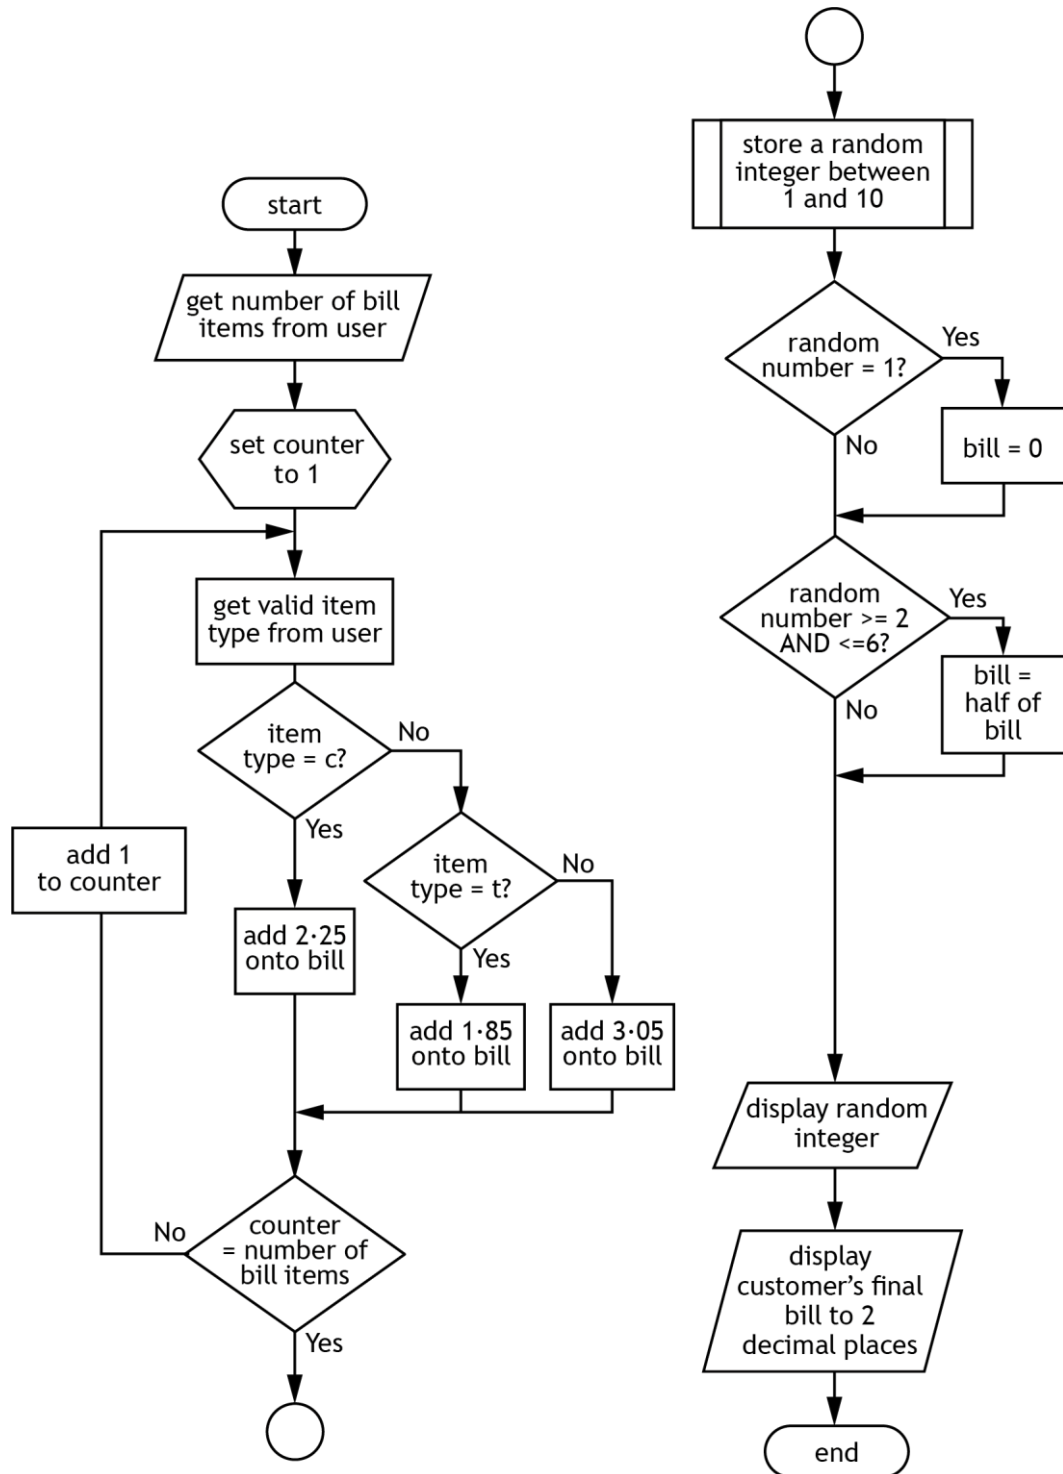 start
get number of bill
items from user
set counter
to 1
get valid item
type from user
item
type = c?
No
Yes
item
type = t?
No
Yes
add 1
to counter
add 2·25
onto bill
add 1·85
onto bill
add 3·05
onto bill
counter
= number of
bill items
No
Yes
store a random
integer between
1 and 10
random
number = 1?
Yes
No
bill = 0
random
number >= 2
AND <=6?
Yes
No
bill =
half of
bill
display random
integer
display
customer's final
bill to 2
decimal places
end